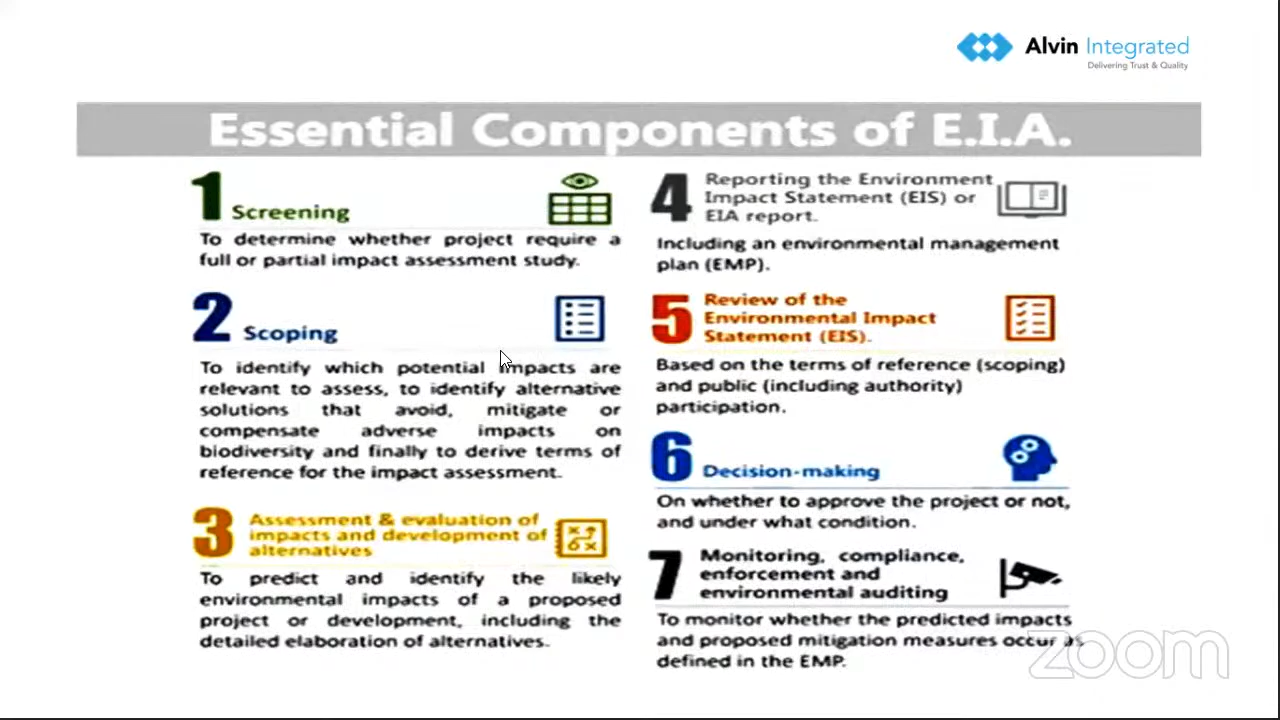 Alvin Integrated
Delivering Trust & Quality
Essential Components of E.I.A.
1 Screening
To determine whether project require a
full or partial impact assessment study.
2 Scoping
To identify which potential impacts are
relevant to assess, to identify alternative
solutions that avoid, mitigate or
compensate adverse impacts on
biodiversity and finally to derive terms of
reference for the impact assessment.
3 Assessment & evaluation of
impacts and development of
alternatives
To predict and identify the likely
environmental impacts of a proposed
project or development, including the
detailed elaboration of alternatives.
4 Reporting the Environment
Impact Statement (EIS) or
EIA report.
Including an environmental management
plan (EMP).
5 Review of the
Environmental Impact
Statement (EIS).
Based on the terms of reference (scoping)
and public (including authority)
participation.
6 Decision-making
On whether to approve the project or not,
and under what condition.
7 Monitoring, compliance,
enforcement and
environmental auditing
To monitor whether the predicted impacts
and proposed mitigation measures occur as
defined in the EMP.
zoom